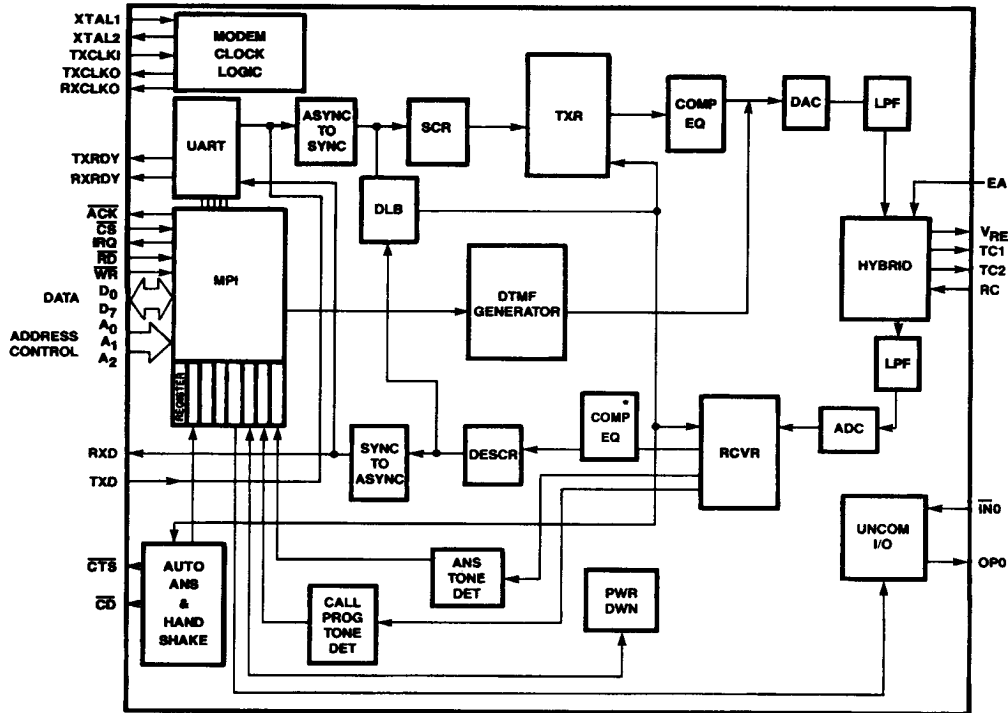 XTAL1
XTAL2
TXCLKI
TXCLKO
RXCLKO
MODEM
CLOCK
LOGIC
UART
ASYNC
TO
SYNC
SCR
TXR
COMP
EQ
DAC
LPF
TXRDY
RXRDY
DLB
EA
ACK
CS
IRQ
RD
WR
MPI
DTMF
GENERATOR
HYBRID
VRE
TC1
TC2
RC
DATA
D0
D7
ADDRESS
CONTROL
A0
A1
A2
REGISTER
LPF
RXD
TXD
SYNC
TO
ASYNC
DESCR
COMP *
EQ
RCVR
ADC
CTS
CD
AUTO
ANS
&
HAND
SHAKE
CALL
PROG
TONE
DET
ANS
TONE
DET
PWR
DWN
UNCOM
I/O
IN0
OP0